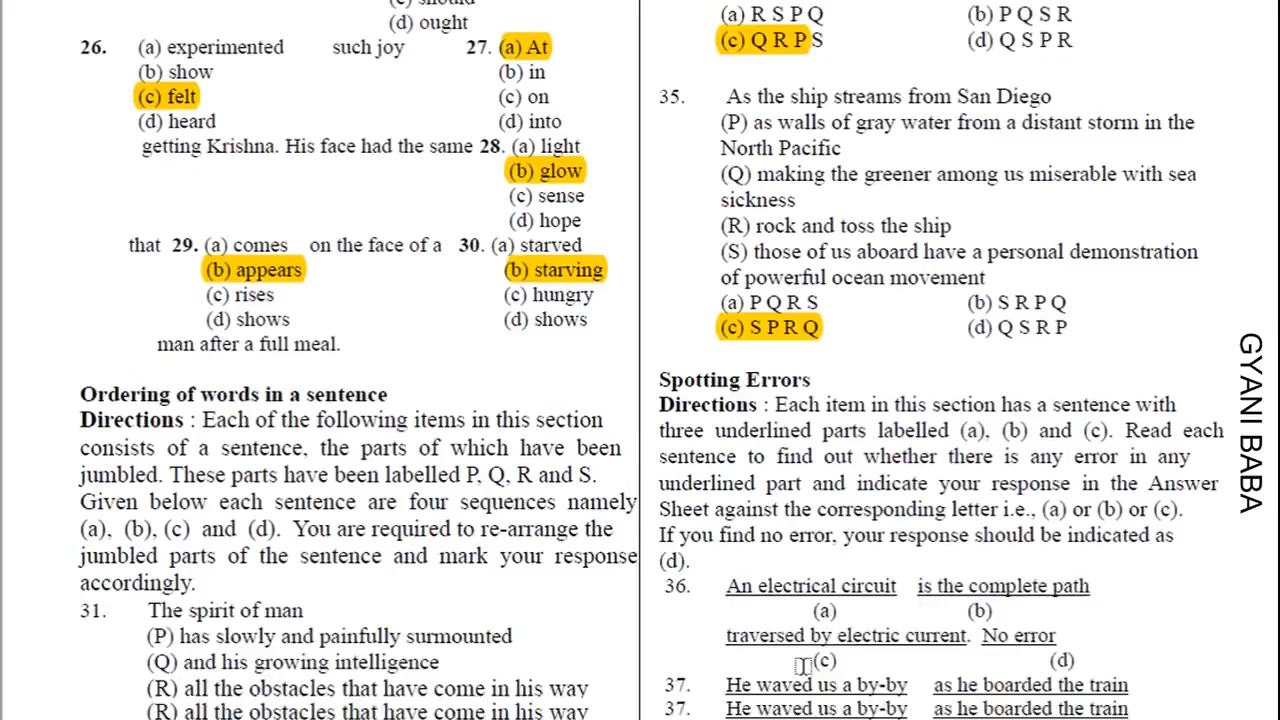 (c) should
(d) ought
26. (a) experimented such joy 27. (a) At
(b) show (b) in
(c) felt (c) on
(d) heard (d) into
getting Krishna. His face had the same 28. (a) light
(b) glow
(c) sense
(d) hope
that 29. (a) comes on the face of a 30. (a) starved
(b) appears (b) starving
(c) rises (c) hungry
(d) shows (d) shows
man after a full meal.
Ordering of words in a sentence
Directions : Each of the following items in this section
consists of a sentence, the parts of which have been
jumbled. These parts have been labelled P, Q, R and S.
Given below each sentence are four sequences namely
(a), (b), (c) and (d). You are required to re-arrange the
jumbled parts of the sentence and mark your response
accordingly.
31. The spirit of man
(P) has slowly and painfully surmounted
(Q) and his growing intelligence
(R) all the obstacles that have come in his way
(R) all the obstacles that have come in his way
(a) R S P Q (b) P Q S R
(c) Q R P S (d) Q S P R
35. As the ship streams from San Diego
(P) as walls of gray water from a distant storm in the
North Pacific
(Q) making the greener among us miserable with sea
sickness
(R) rock and toss the ship
(S) those of us aboard have a personal demonstration
of powerful ocean movement
(a) P Q R S (b) S R P Q
(c) S P R Q (d) Q S R P
Spotting Errors
Directions : Each item in this section has a sentence with
three underlined parts labelled (a), (b) and (c). Read each
sentence to find out whether there is any error in any
underlined part and indicate your response in the Answer
Sheet against the corresponding letter i.e., (a) or (b) or (c).
If you find no error, your response should be indicated as
(d).
36. An electrical circuit is the complete path
(a) (b)
traversed by electric current. No error
(c) (d)
37. He waved us a by-by as he boarded the train
37. He waved us a by-by as he boarded the train
GYANI BABA